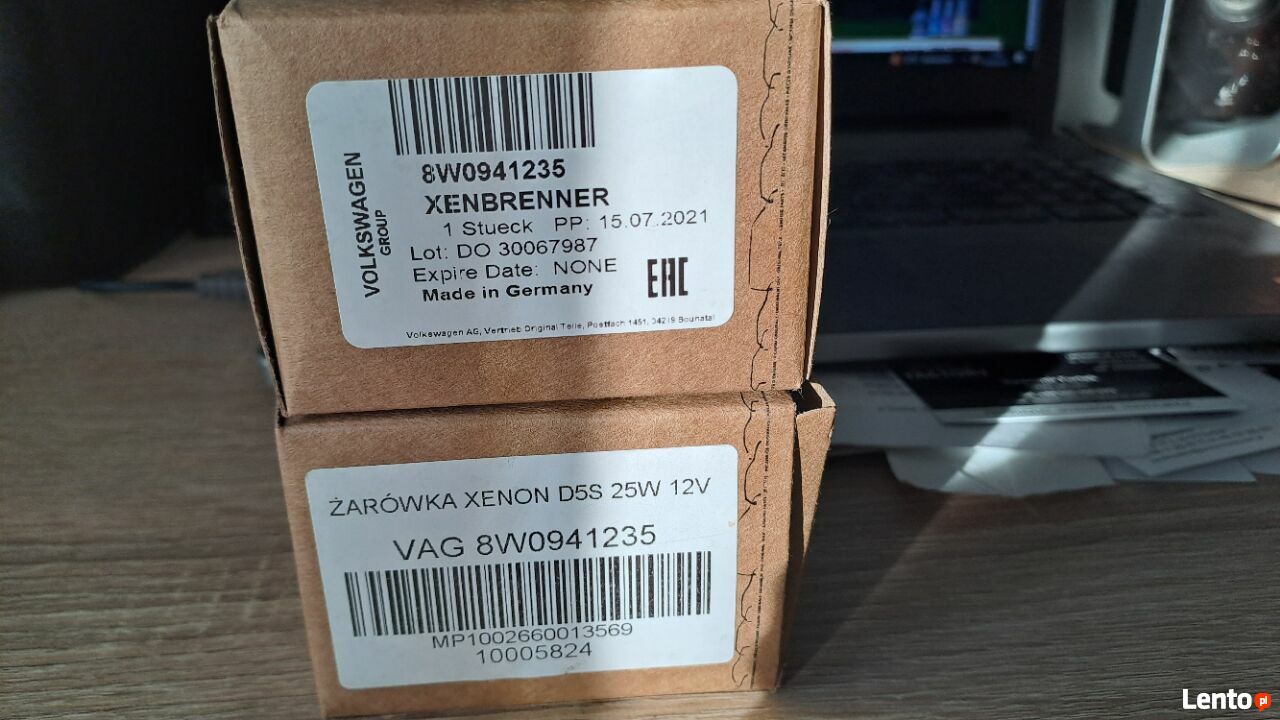 VOLKSWAGEN
GROUP
8W0941235
XENBRENNER
1 Stueck PP: 15.07.2021
Lot: DO 30067987
Expire Date: NONE
Made in Germany
EAC
Volkswagen AG, Vertrieb Original Teile, Postfach 1451, 34219 Baunatal
ŻARÓWKA XENON D5S 25W 12V
VAG 8W0941235
MP1002660013569
10005824
Lento.pl